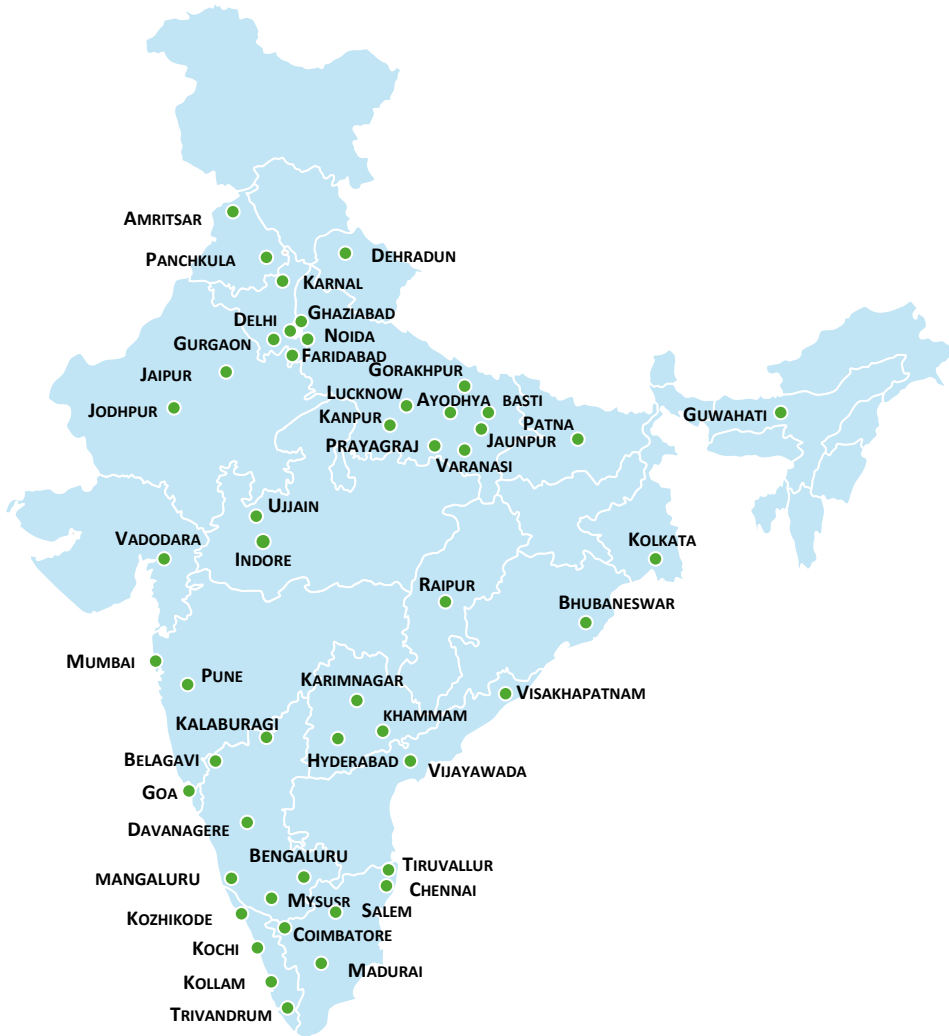 AMRITSAR
PANCHKULA
DEHRADUN
KARNAL
DELHI
GHAZIABAD
GURGAON
NOIDA
FARIDABAD
JAIPUR
GORAKHPUR
JODHPUR
LUCKNOW
AYODHYA
BASTI
KANPUR
PATNA
GUWAHATI
PRAYAGRAJ
JAUNPUR
VARANASI
UJJAIN
VADODARA
INDORE
KOLKATA
RAIPUR
BHUBANESWAR
MUMBAI
PUNE
KARIMNAGAR
VISAKHAPATNAM
KALABURAGI
KHAMMAM
BELAGAVI
HYDERABAD
VIJAYAWADA
GOA
DAVANAGERE
BENGALURU
TIRUVALLUR
MANGALURU
CHENNAI
MYSUSR
SALEM
KOZHIKODE
COIMBATORE
KOCHI
MADURAI
KOLLAM
TRIVANDRUM